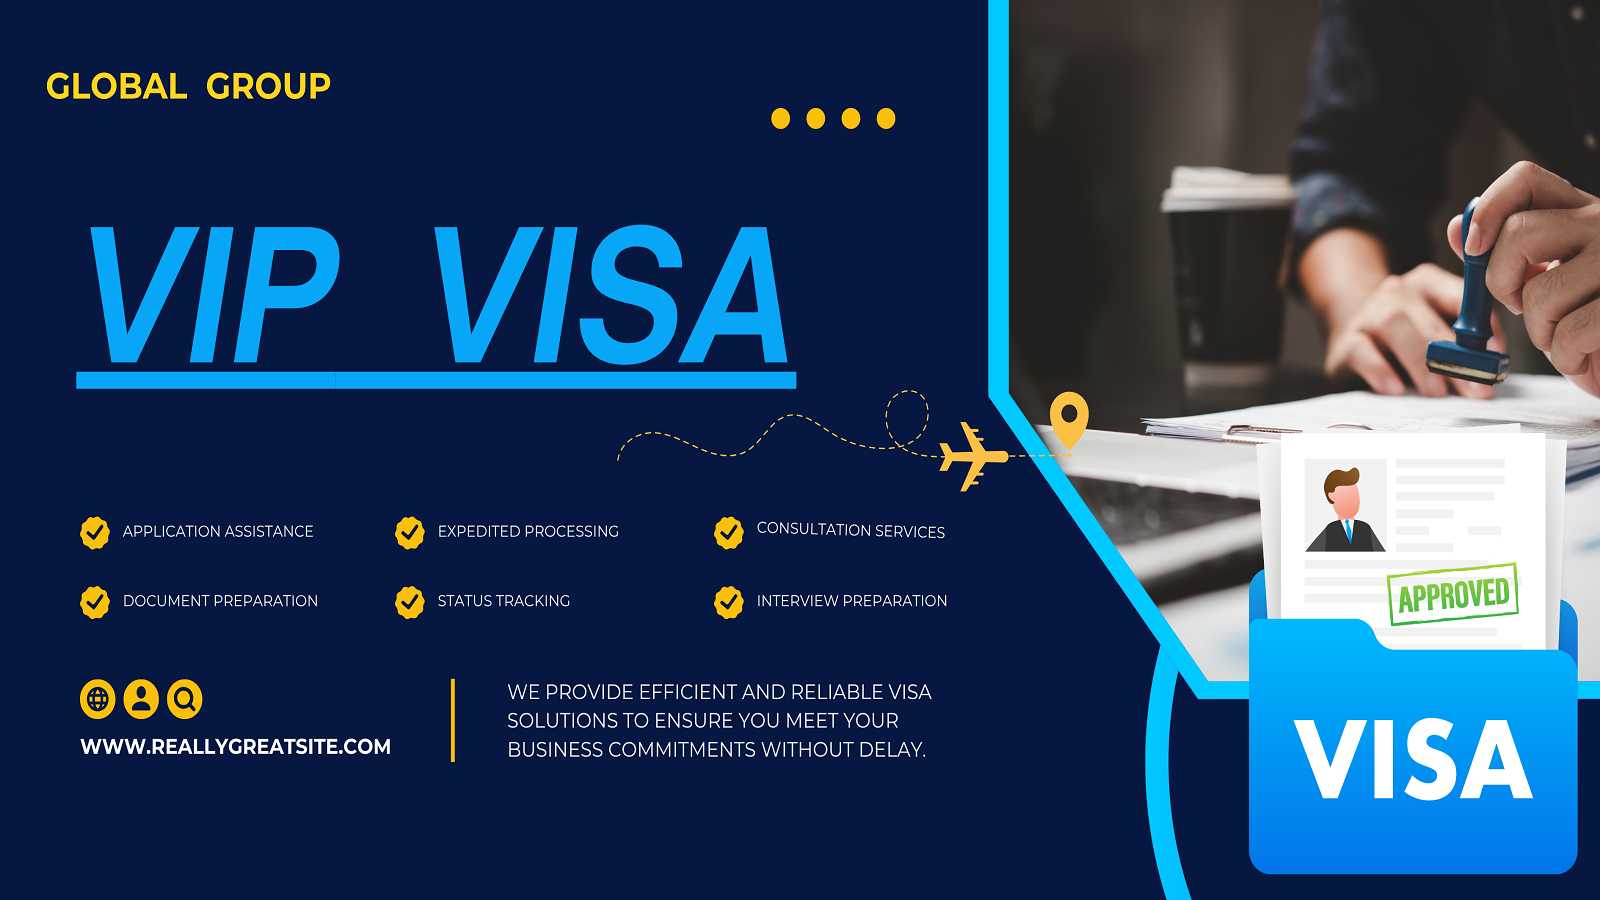 GLOBAL GROUP
VIP VISA
APPLICATION ASSISTANCE
EXPEDITED PROCESSING
CONSULTATION SERVICES
DOCUMENT PREPARATION
STATUS TRACKING
INTERVIEW PREPARATION
WWW.REALLYGREATSITE.COM
WE PROVIDE EFFICIENT AND RELIABLE VISA
SOLUTIONS TO ENSURE YOU MEET YOUR
BUSINESS COMMITMENTS WITHOUT DELAY.
APPROVED
VISA